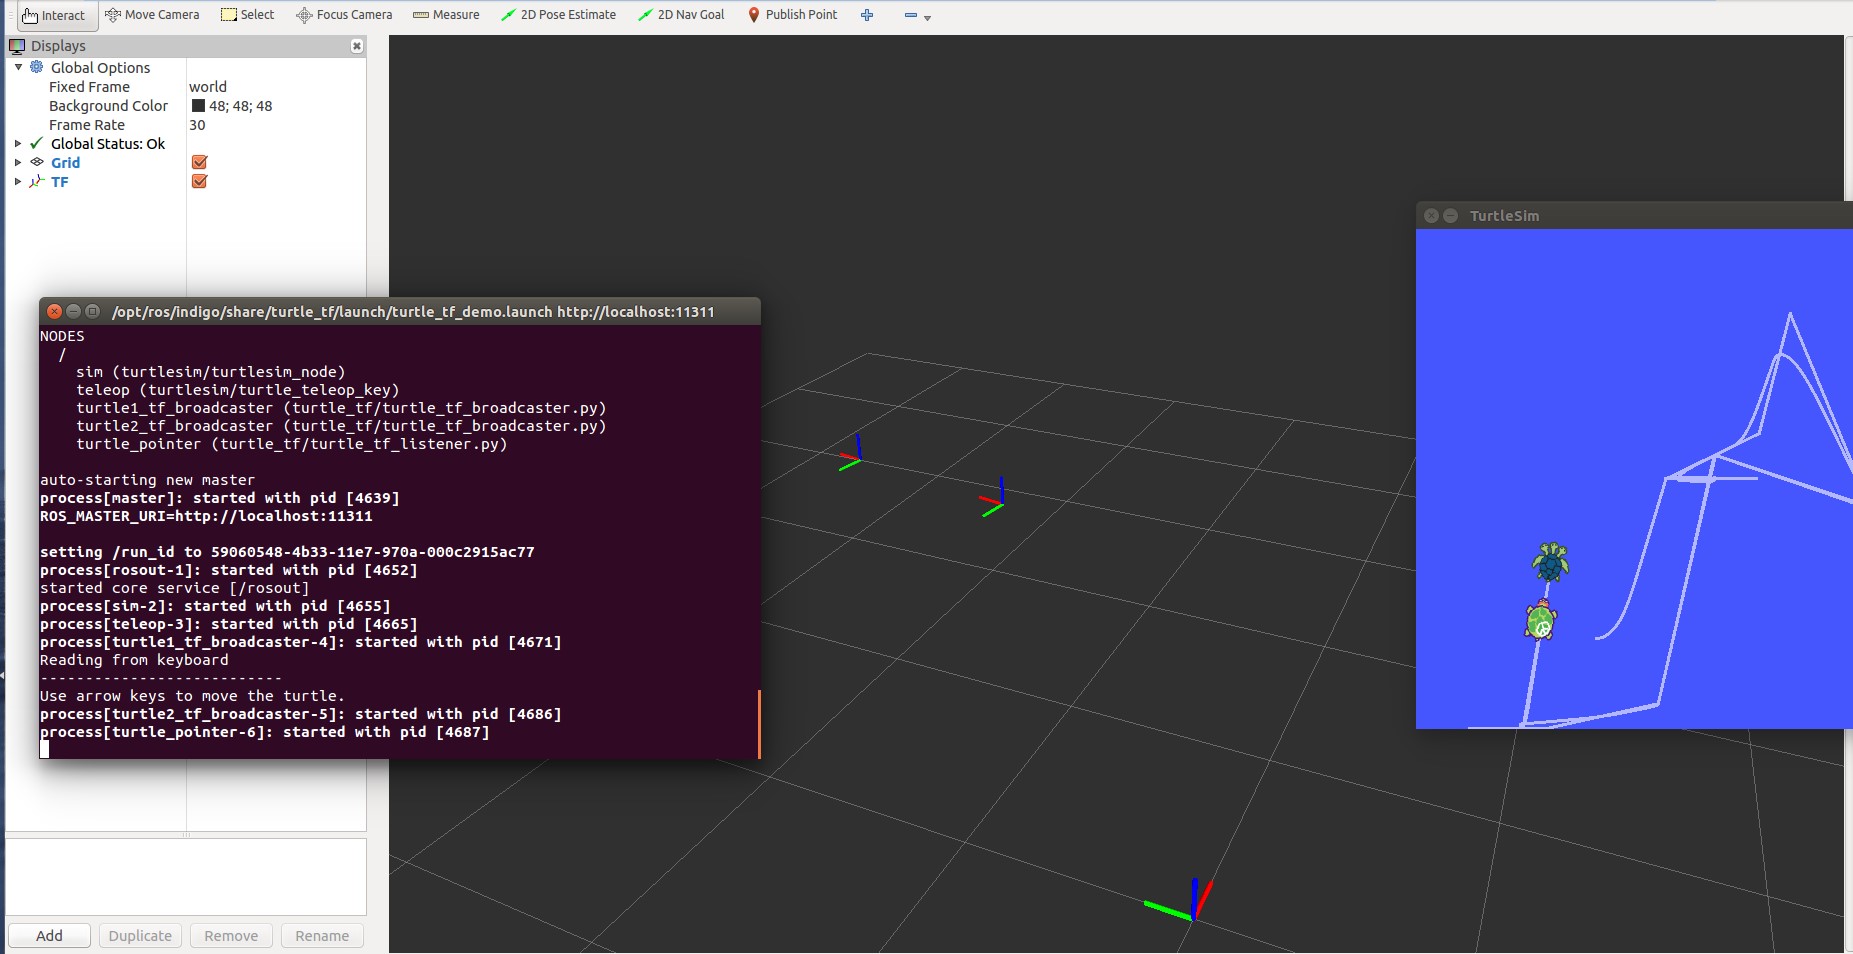 Interact Move Camera Select Focus Camera Measure 2D Pose Estimate 2D Nav Goal Publish Point
Displays
Global Options
Fixed Frame world
Background Color 48; 48; 48
Frame Rate 30
Global Status: Ok
Grid
TF
TurtleSim
/opt/ros/indigo/share/turtle_tf/launch/turtle_tf_demo.launch http://localhost:11311
NODES
/
sim (turtlesim/turtlesim_node)
teleop (turtlesim/turtle_teleop_key)
turtle1_tf_broadcaster (turtle_tf/turtle_tf_broadcaster.py)
turtle2_tf_broadcaster (turtle_tf/turtle_tf_broadcaster.py)
turtle_pointer (turtle_tf/turtle_tf_listener.py)
auto-starting new master
process[master]: started with pid [4639]
ROS_MASTER_URI=http://localhost:11311
setting /run_id to 59060548-4b33-11e7-970a-000c2915ac77
process[rosout-1]: started with pid [4652]
started core service [/rosout]
process[sim-2]: started with pid [4655]
process[teleop-3]: started with pid [4665]
process[turtle1_tf_broadcaster-4]: started with pid [4671]
Reading from keyboard
---------------------------
Use arrow keys to move the turtle.
process[turtle2_tf_broadcaster-5]: started with pid [4686]
process[turtle_pointer-6]: started with pid [4687]
Add Duplicate Remove Rename